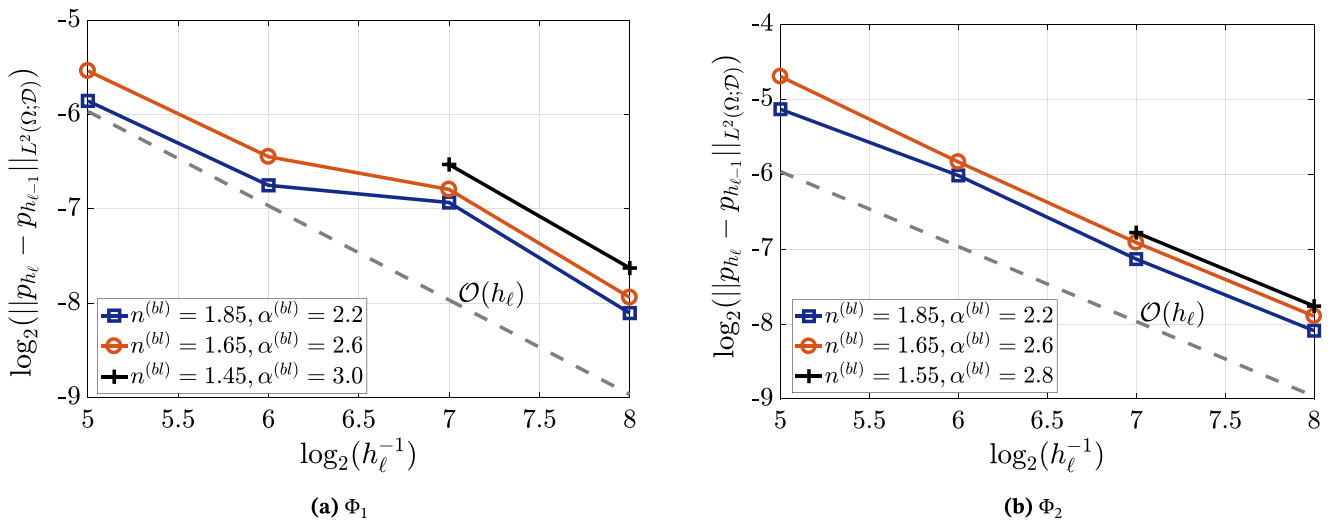 -5
-6
-7
-8
-9
log₂(||p_{h_ℓ} − p_{h_{ℓ−1}}||_{L²(Ω;𝒟)})
𝒪(h_ℓ)
n^{(bl)} = 1.85, α^{(bl)} = 2.2
n^{(bl)} = 1.65, α^{(bl)} = 2.6
n^{(bl)} = 1.45, α^{(bl)} = 3.0
5 5.5 6 6.5 7 7.5 8
log₂(h_ℓ^{−1})
(a) Φ₁
-4
-5
-6
-7
-8
-9
log₂(||p_{h_ℓ} − p_{h_{ℓ−1}}||_{L²(Ω;𝒟)})
𝒪(h_ℓ)
n^{(bl)} = 1.85, α^{(bl)} = 2.2
n^{(bl)} = 1.65, α^{(bl)} = 2.6
n^{(bl)} = 1.55, α^{(bl)} = 2.8
5 5.5 6 6.5 7 7.5 8
log₂(h_ℓ^{−1})
(b) Φ₂